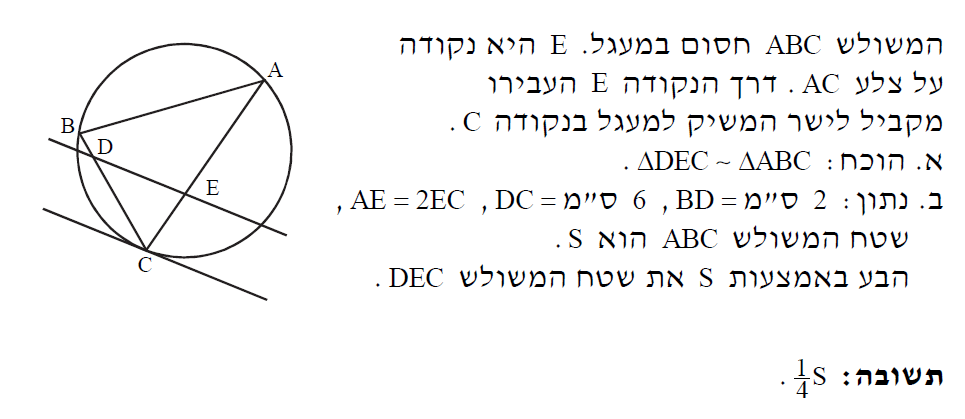 המשולש ABC חסום במעגל. E היא נקודה
על צלע AC . דרך הנקודה E העבירו
מקביל לישר המשיק למעגל בנקודה C .
א. הוכח: ΔDEC ~ ΔABC .
ב. נתון: 2 ס״מ = BD , 6 ס״מ = DC , AE = 2EC ,
שטח המשולש ABC הוא S .
הבע באמצעות S את שטח המשולש DEC .
תשובה: $\frac{1}{4}$S .
A
B
D
E
C